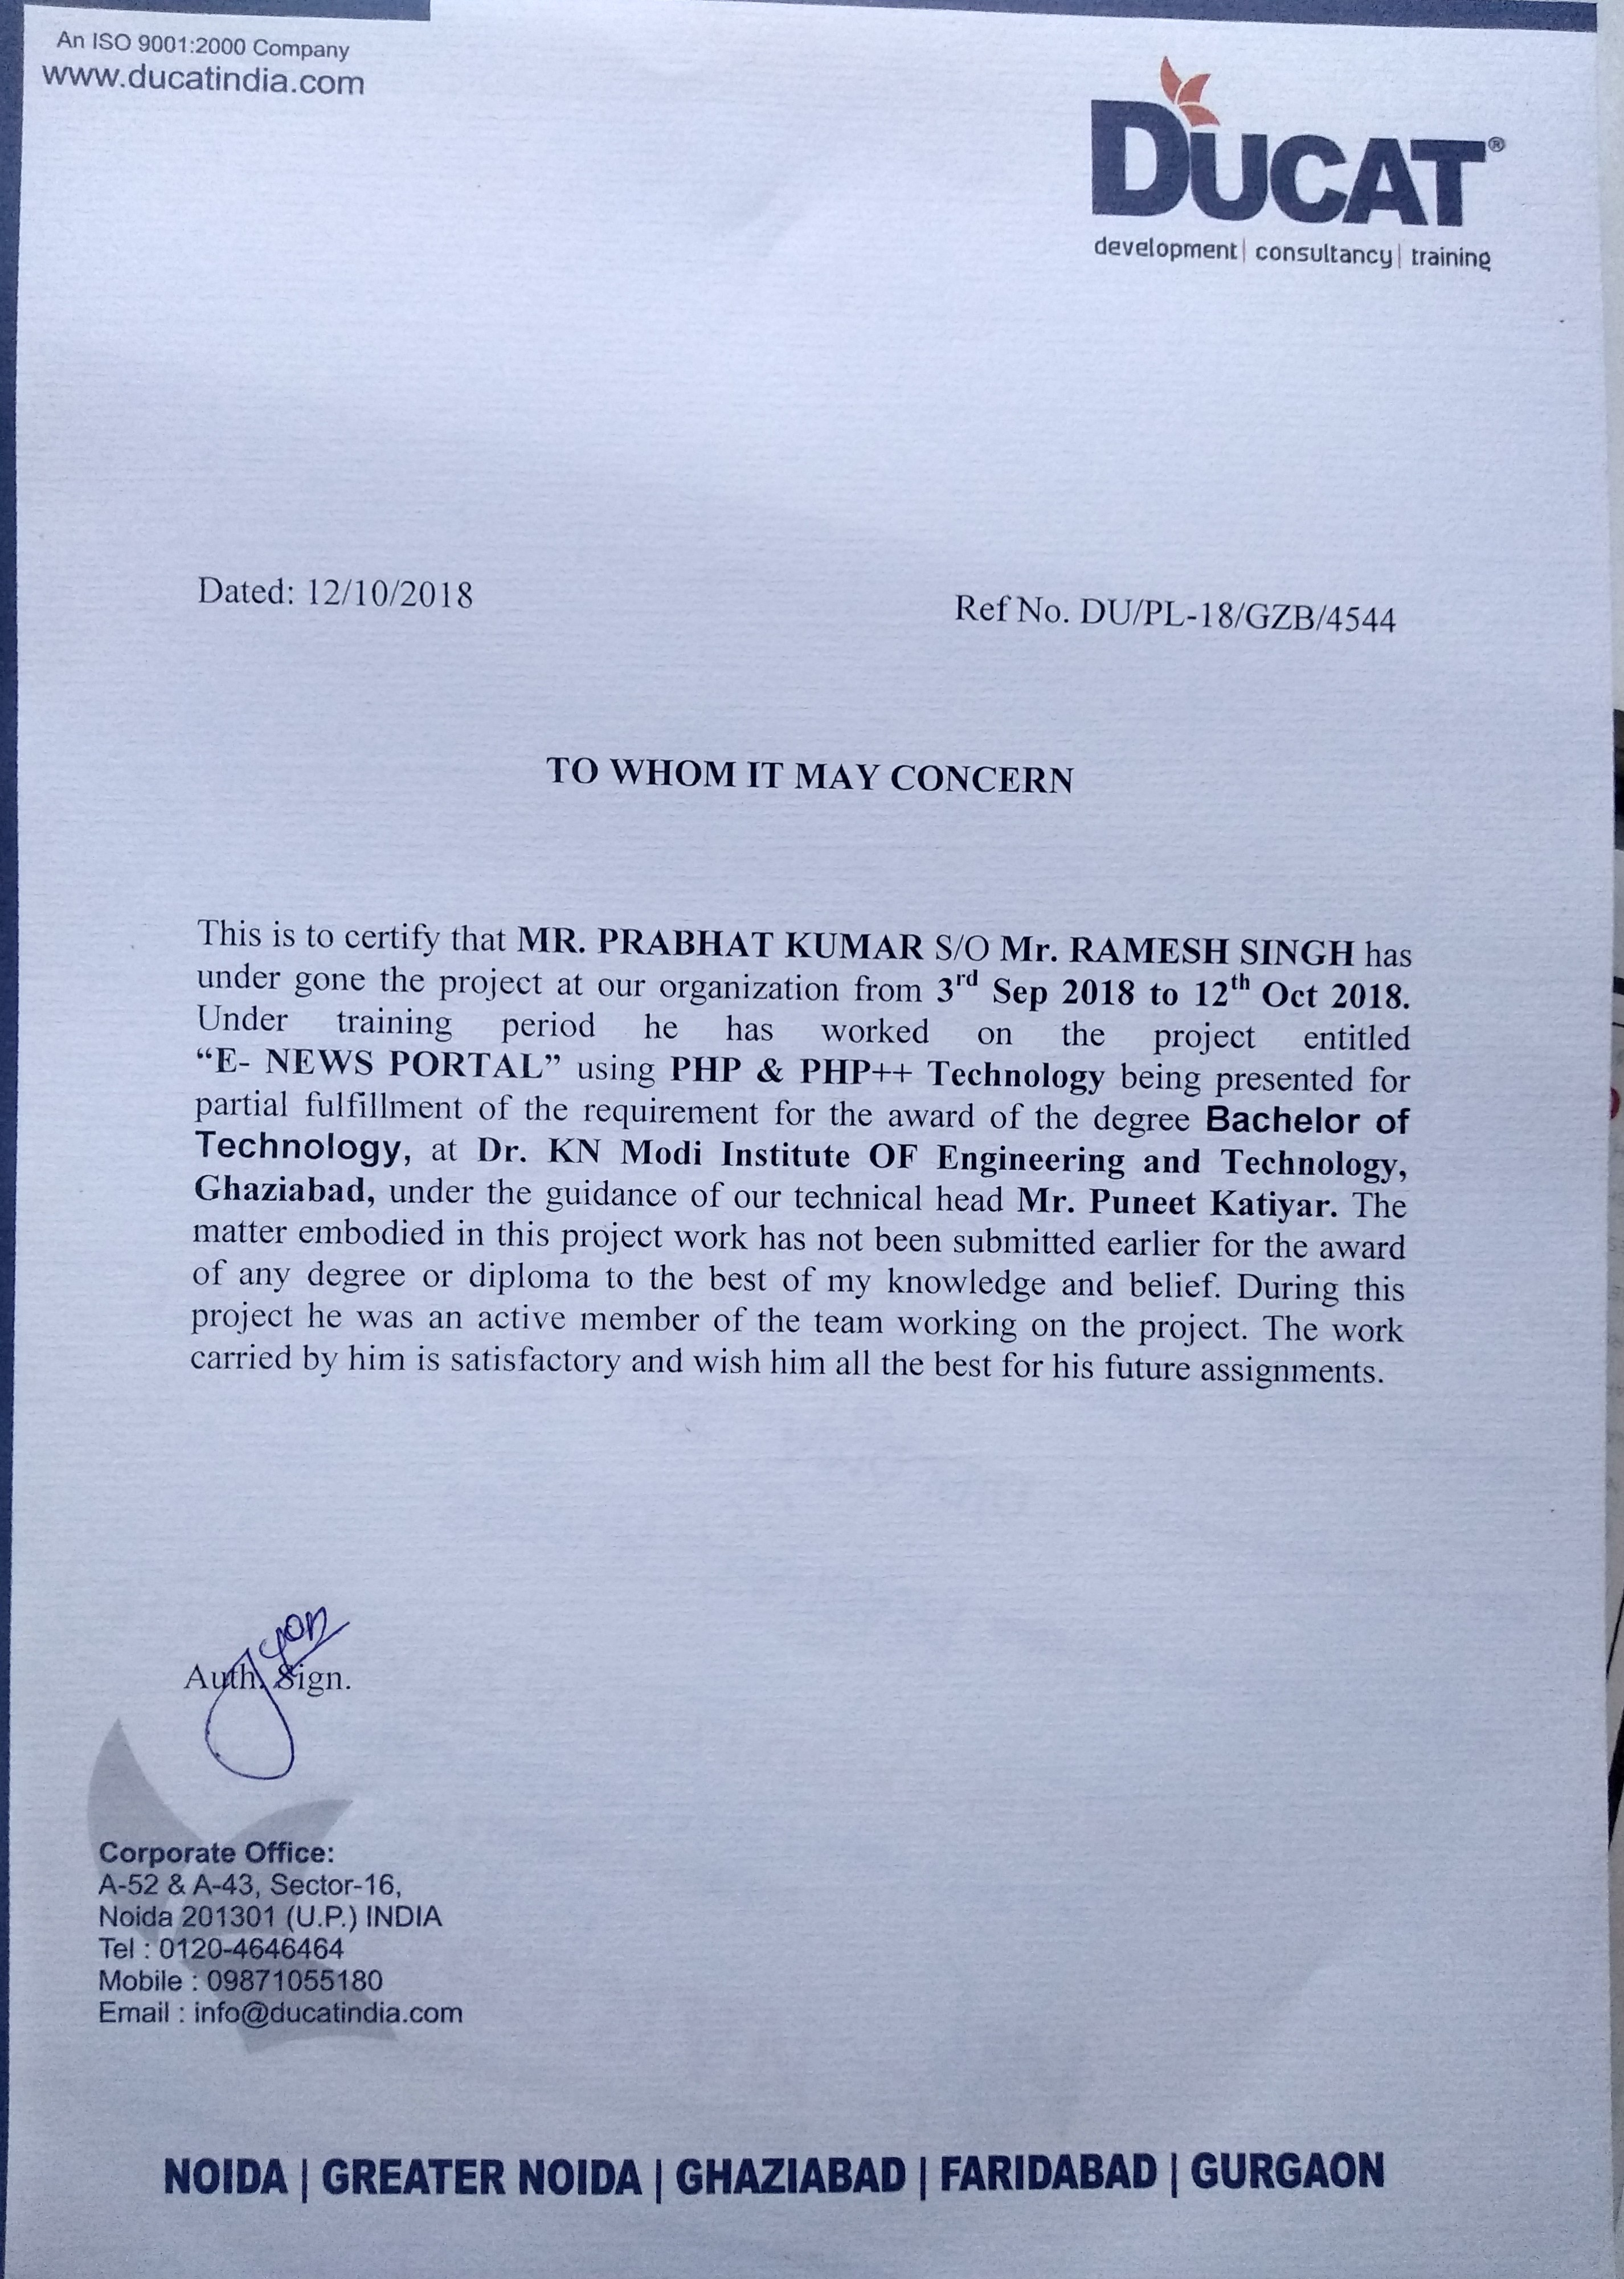 An ISO 9001:2000 Company
www.ducatindia.com
DUCAT®
development| consultancy| training
Dated: 12/10/2018
Ref No. DU/PL-18/GZB/4544
TO WHOM IT MAY CONCERN
This is to certify that MR. PRABHAT KUMAR S/O Mr. RAMESH SINGH has
under gone the project at our organization from 3rd Sep 2018 to 12th Oct 2018.
Under training period he has worked on the project entitled
“E- NEWS PORTAL” using PHP & PHP++ Technology being presented for
partial fulfillment of the requirement for the award of the degree Bachelor of
Technology, at Dr. KN Modi Institute OF Engineering and Technology,
Ghaziabad, under the guidance of our technical head Mr. Puneet Katiyar. The
matter embodied in this project work has not been submitted earlier for the award
of any degree or diploma to the best of my knowledge and belief. During this
project he was an active member of the team working on the project. The work
carried by him is satisfactory and wish him all the best for his future assignments.
Auth. Sign.
Corporate Office:
A-52 & A-43, Sector-16,
Noida 201301 (U.P.) INDIA
Tel : 0120-4646464
Mobile : 09871055180
Email : info@ducatindia.com
NOIDA | GREATER NOIDA | GHAZIABAD | FARIDABAD | GURGAON